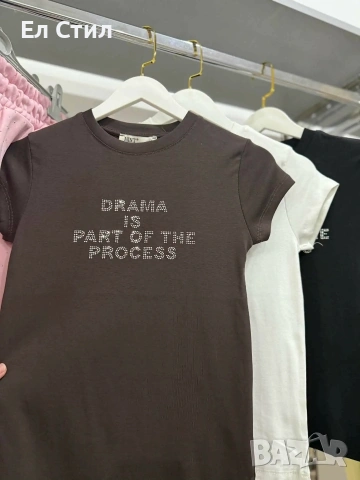 Ел Стил
DRAMA
IS
PART OF THE
PROCESS
BAZAR